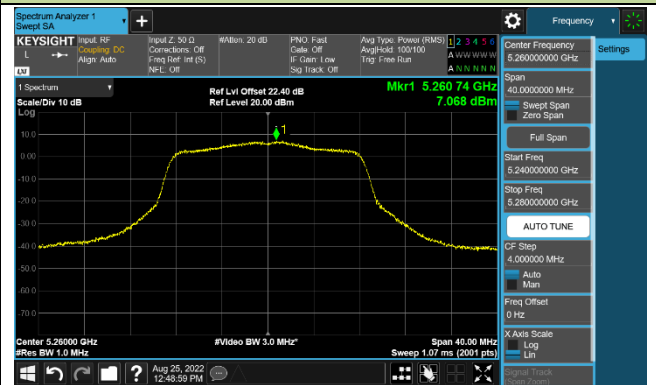 Spectrum Analyzer 1
Swept SA
Frequency
KEYSIGHT
Input: RF
Coupling: DC
Align: Auto
Input Z: 50 Ω
Corrections: Off
Freq Ref: Int (S)
NFE: Off
#Atten: 20 dB
PNO: Fast
Gate: Off
IF Gain: Low
Sig Track: Off
Avg Type: Power (RMS)
Avg|Hold: 100/100
Trig: Free Run
1 2 3 4 5 6
A W W W W W
A N N N N N
L
LXI
1 Spectrum
Scale/Div 10 dB
Log
Ref Lvl Offset 22.40 dB
Ref Level 20.00 dBm
Mkr1 5.260 74 GHz
7.068 dBm
1
10.0
0.00
-10.0
-20.0
-30.0
-40.0
-50.0
-60.0
-70.0
Center 5.26000 GHz
#Res BW 1.0 MHz
#Video BW 3.0 MHz*
Span 40.00 MHz
Sweep 1.07 ms (2001 pts)
Aug 25, 2022
12:48:59 PM
Center Frequency
5.260000000 GHz
Settings
Span
40.0000000 MHz
Swept Span
Zero Span
Full Span
Start Freq
5.240000000 GHz
Stop Freq
5.280000000 GHz
AUTO TUNE
CF Step
4.000000 MHz
Auto
Man
Freq Offset
0 Hz
X Axis Scale
Log
Lin
Signal Track
(Span Zoom)